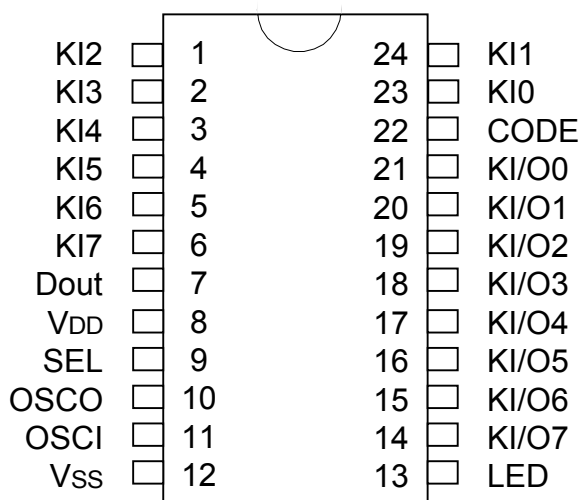 KI2 1 24 KI1
KI3 2 23 KI0
KI4 3 22 CODE
KI5 4 21 KI/O0
KI6 5 20 KI/O1
KI7 6 19 KI/O2
Dout 7 18 KI/O3
VDD 8 17 KI/O4
SEL 9 16 KI/O5
OSCO 10 15 KI/O6
OSCI 11 14 KI/O7
VSS 12 13 LED